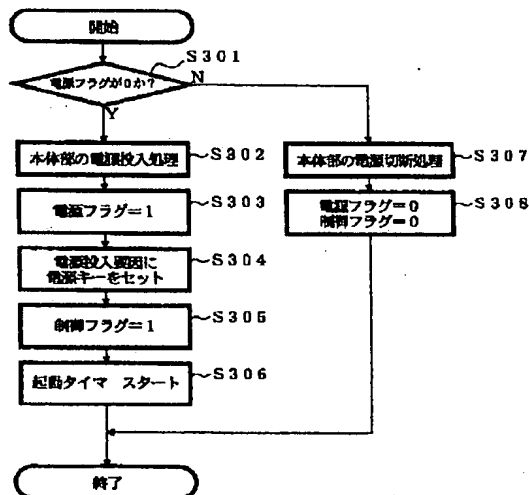 開始
S301
電源フラグが0か？
N
Y
本体部の電源投入処理
S302
電源フラグ＝1
S303
電源投入要因に
電源キーをセット
S304
制御フラグ＝1
S305
起動タイマ　スタート
S306
本体部の電源切断処理
S307
電源フラグ＝0
制御フラグ＝0
S308
終了